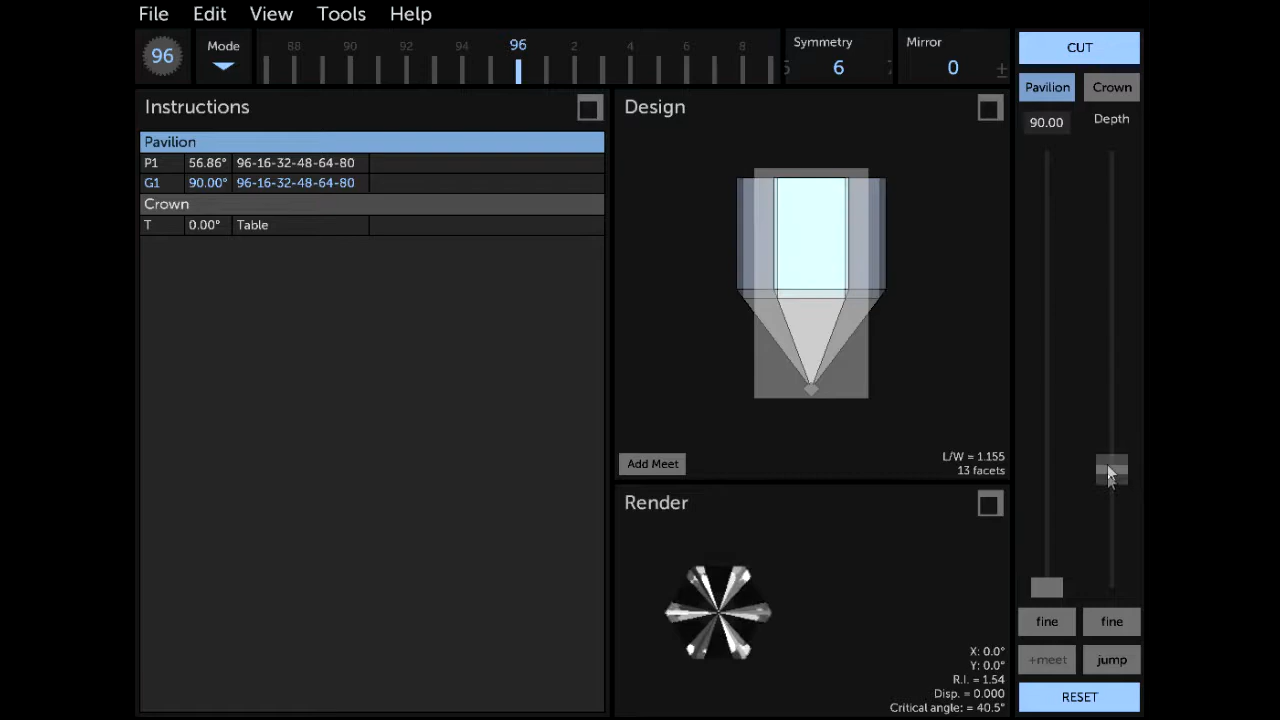 File Edit View Tools Help
96 Mode 88 90 92 94 96 2 4 6 8 Symmetry 6 Mirror 0 ± CUT
Pavilion Crown
90.00 Depth
Instructions
Pavilion
P1 56.86° 96-16-32-48-64-80
G1 90.00° 96-16-32-48-64-80
Crown
T 0.00° Table
Design
Add Meet
L/W = 1.155
13 facets
Render
X: 0.0°
Y: 0.0°
R.I. = 1.54
Disp. = 0.000
Critical angle: = 40.5°
fine fine
+meet jump
RESET